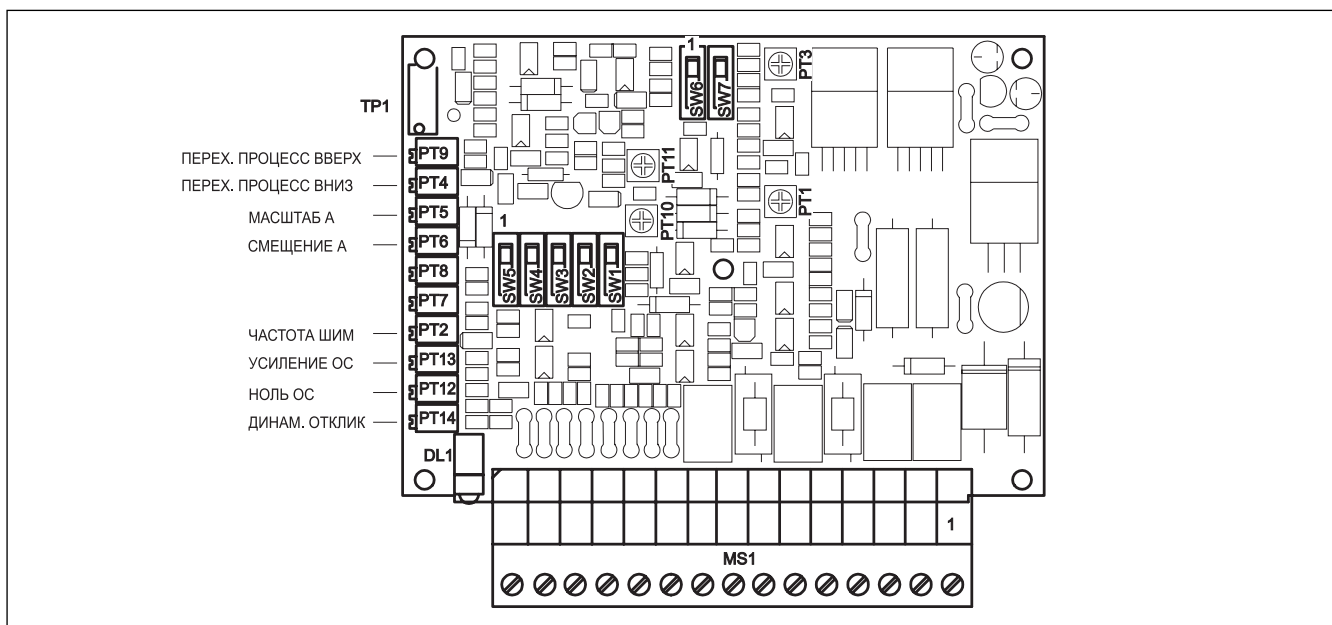 1
SW6
SW7
PT3
TP1
ПЕРЕХ. ПРОЦЕСС ВВЕРХ
PT9
ПЕРЕХ. ПРОЦЕСС ВНИЗ
PT4
МАСШТАБ А
PT5
СМЕЩЕНИЕ А
PT6
PT8
PT7
ЧАСТОТА ШИМ
PT2
УСИЛЕНИЕ ОС
PT13
НОЛЬ ОС
PT12
ДИНАМ. ОТКЛИК
PT14
PT11
PT10
PT1
1
SW5
SW4
SW3
SW2
SW1
DL1
1
MS1